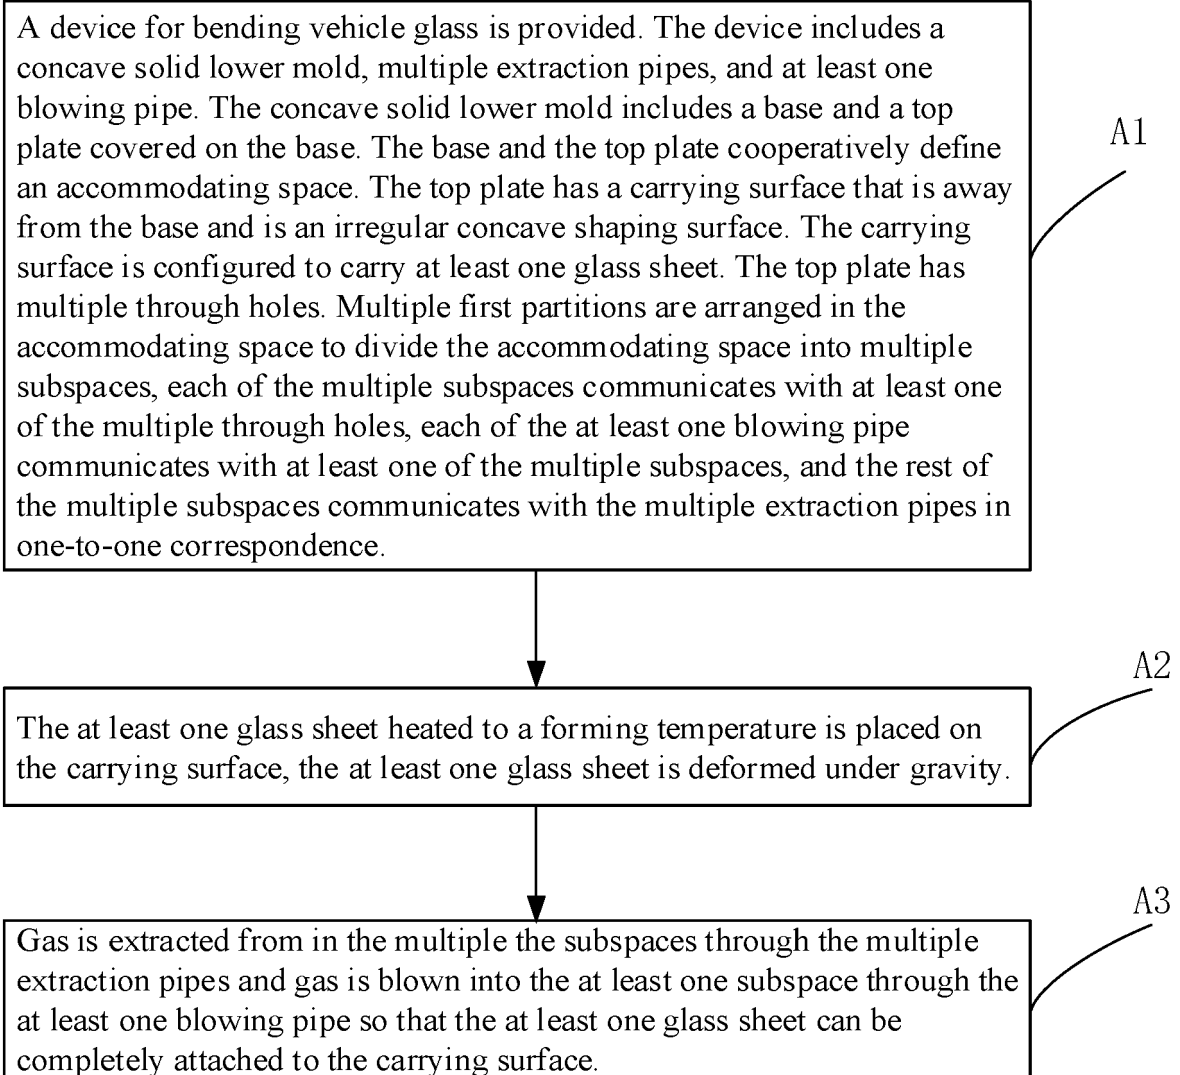 A device for bending vehicle glass is provided. The device includes a
concave solid lower mold, multiple extraction pipes, and at least one
blowing pipe. The concave solid lower mold includes a base and a top
plate covered on the base. The base and the top plate cooperatively define
an accommodating space. The top plate has a carrying surface that is away
from the base and is an irregular concave shaping surface. The carrying
surface is configured to carry at least one glass sheet. The top plate has
multiple through holes. Multiple first partitions are arranged in the
accommodating space to divide the accommodating space into multiple
subspaces, each of the multiple subspaces communicates with at least one
of the multiple through holes, each of the at least one blowing pipe
communicates with at least one of the multiple subspaces, and the rest of
the multiple subspaces communicates with the multiple extraction pipes in
one-to-one correspondence.
A1
The at least one glass sheet heated to a forming temperature is placed on
the carrying surface, the at least one glass sheet is deformed under gravity.
A2
Gas is extracted from in the multiple the subspaces through the multiple
extraction pipes and gas is blown into the at least one subspace through the
at least one blowing pipe so that the at least one glass sheet can be
completely attached to the carrying surface.
A3